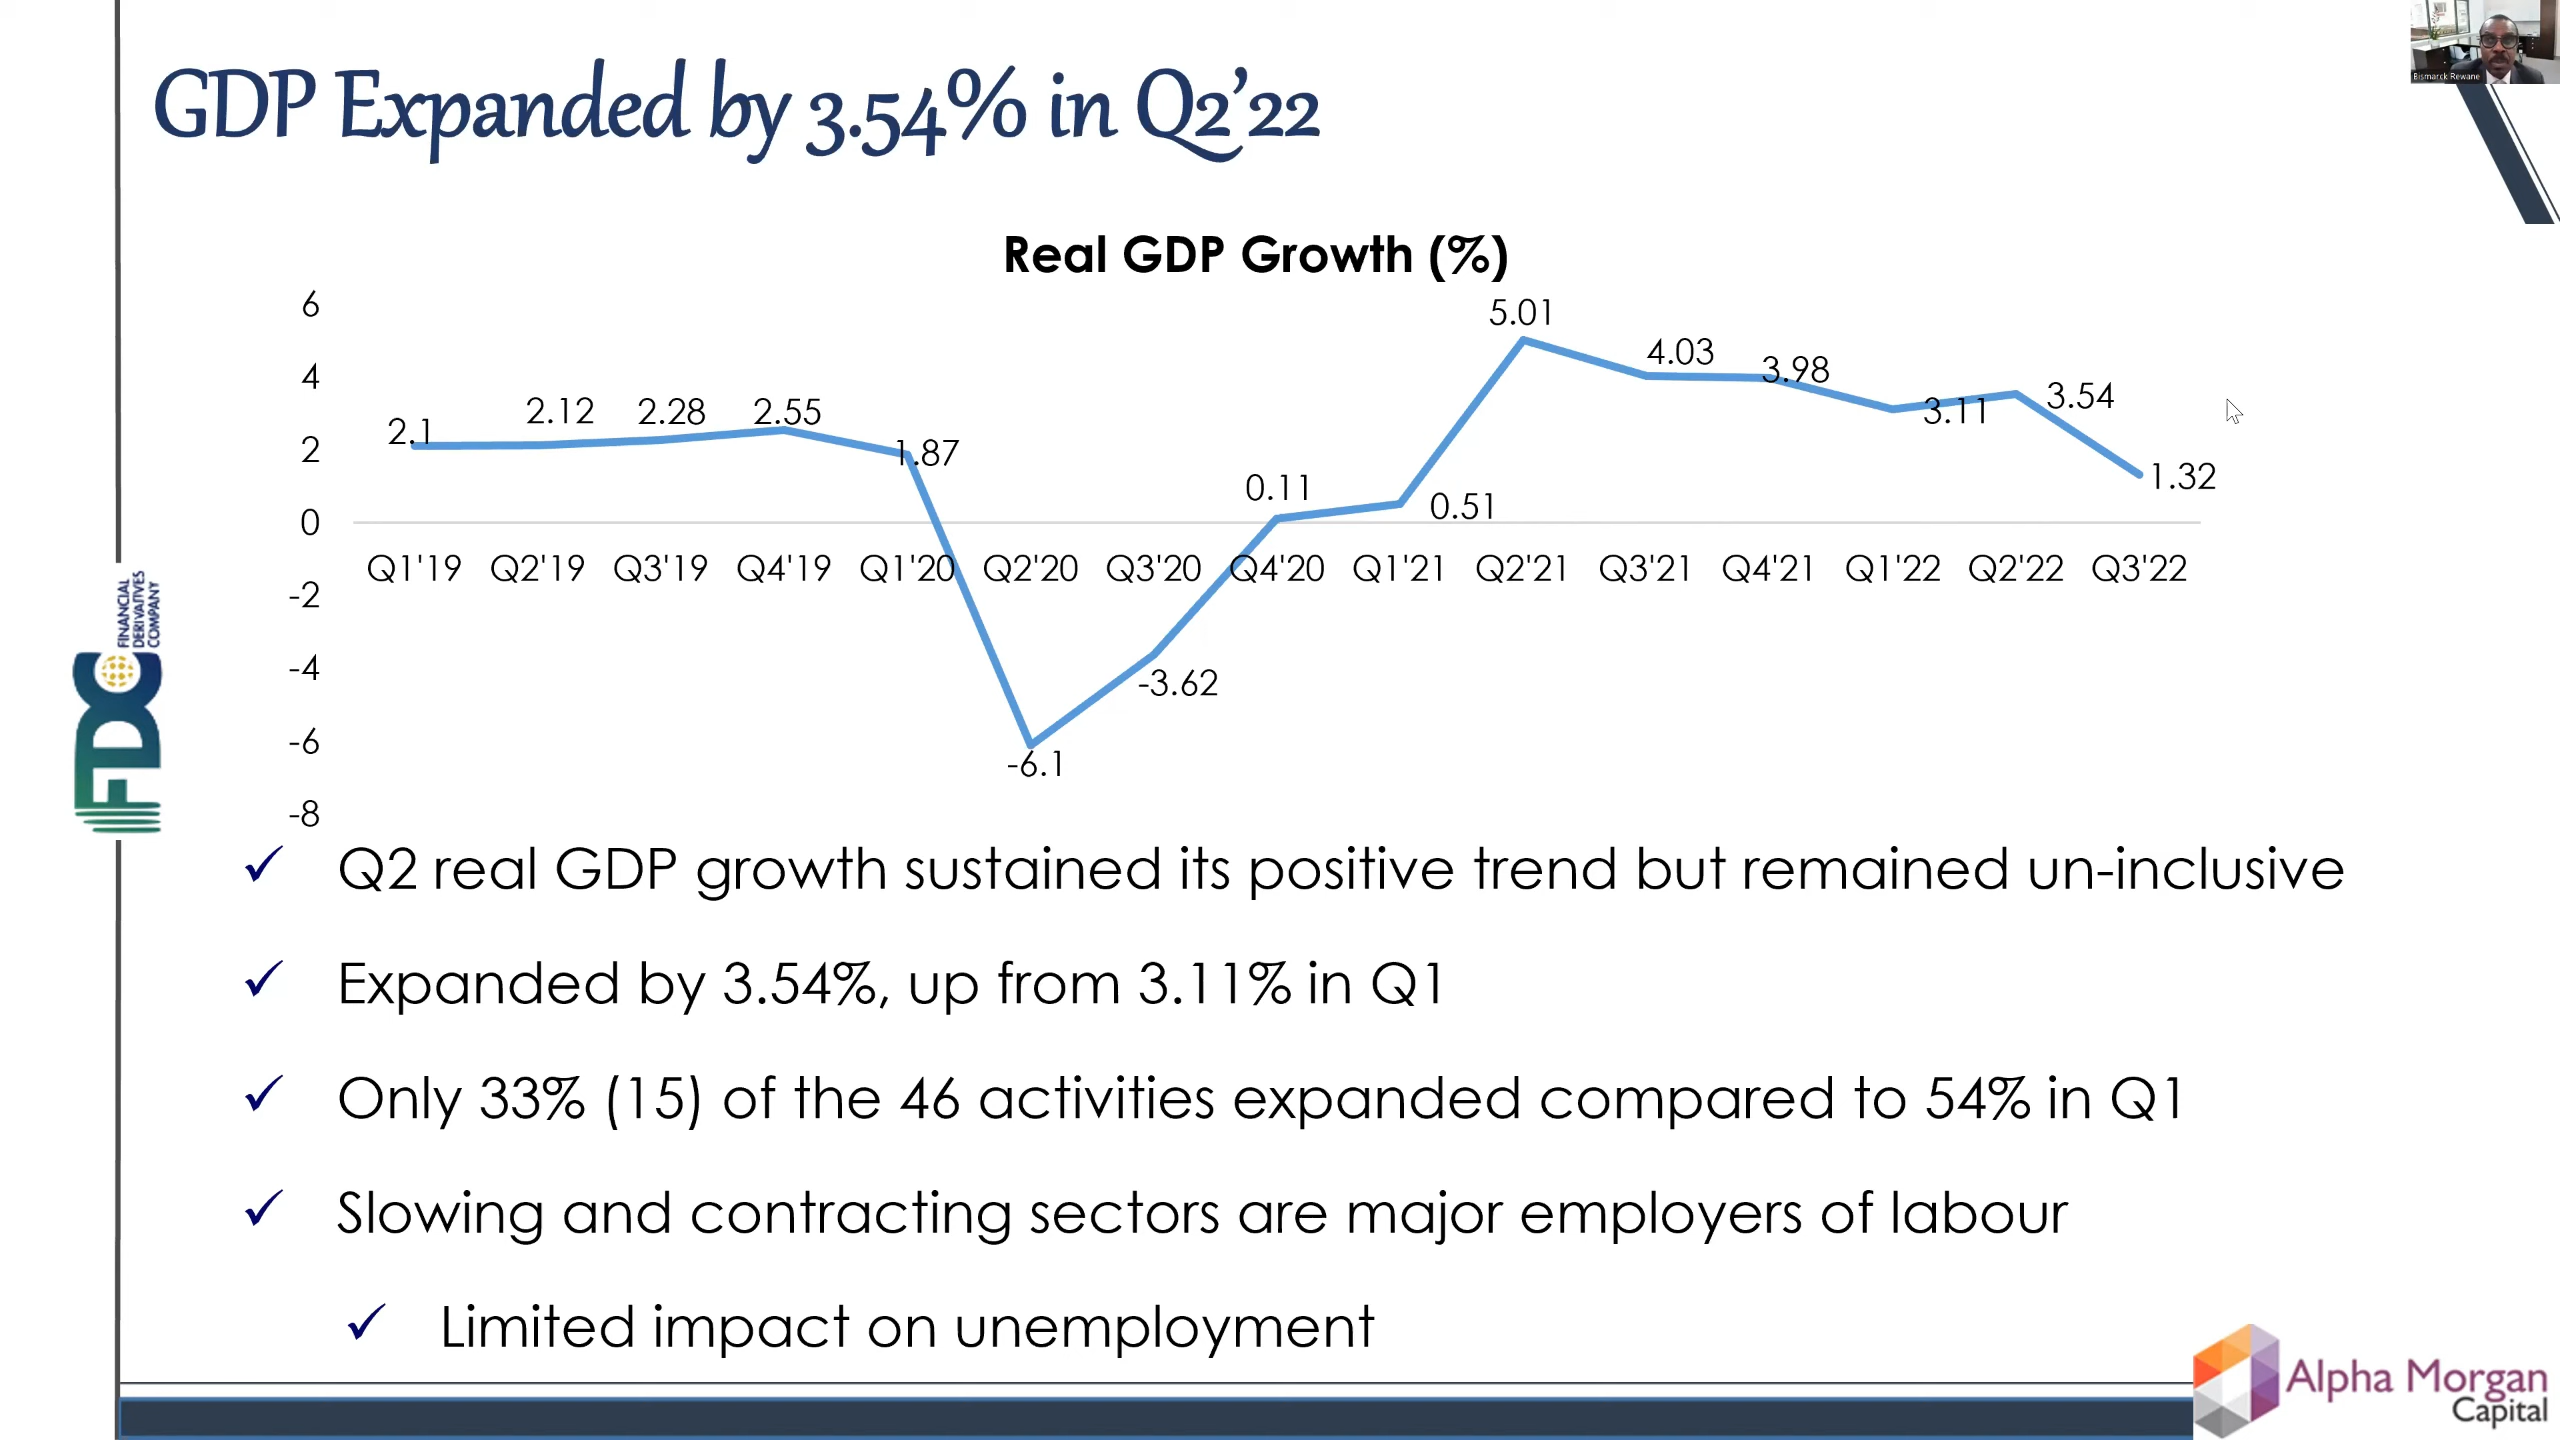 Bismarck Rewane
GDP Expanded by 3.54% in Q2’22
Real GDP Growth (%)
6
4
2
0
-2
-4
-6
-8
2.1
2.12
2.28
2.55
1.87
-6.1
-3.62
0.11
0.51
5.01
4.03
3.98
3.11
3.54
1.32
Q1'19 Q2'19 Q3'19 Q4'19 Q1'20 Q2'20 Q3'20 Q4'20 Q1'21 Q2'21 Q3'21 Q4'21 Q1'22 Q2'22 Q3'22
FDC
FINANCIAL
DERIVATIVES
COMPANY
✓ Q2 real GDP growth sustained its positive trend but remained un-inclusive
✓ Expanded by 3.54%, up from 3.11% in Q1
✓ Only 33% (15) of the 46 activities expanded compared to 54% in Q1
✓ Slowing and contracting sectors are major employers of labour
✓ Limited impact on unemployment
Alpha Morgan
Capital